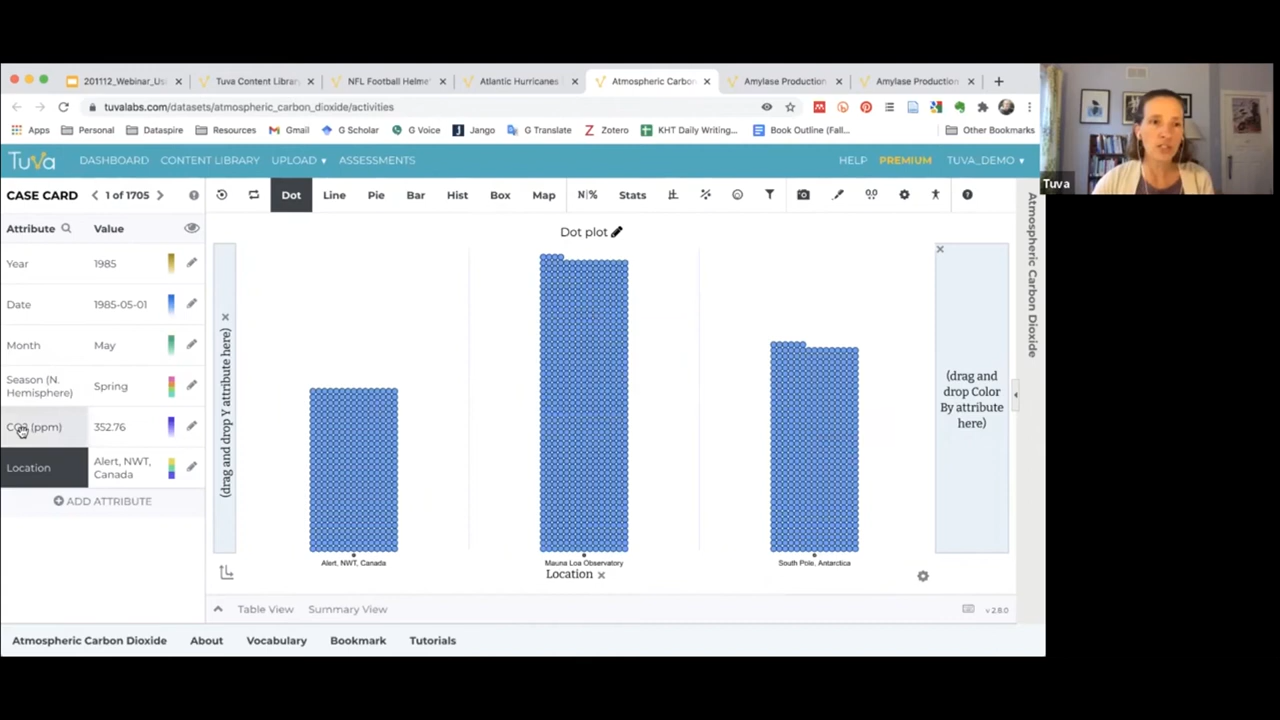 201112_Webinar_Us
Tuva Content Library
NFL Football Helme
Atlantic Hurricanes
Atmospheric Carbon
Amylase Production
Amylase Production
tuvalabs.com/datasets/atmospheric_carbon_dioxide/activities
Apps
Personal
Dataspire
Resources
Gmail
G Scholar
G Voice
Jango
G Translate
Zotero
KHT Daily Writing...
Book Outline (Fall...
Other Bookmarks
TUVA
DASHBOARD
CONTENT LIBRARY
UPLOAD
ASSESSMENTS
HELP
PREMIUM
TUVA_DEMO
Tuva
CASE CARD
1 of 1705
Dot
Line
Pie
Bar
Hist
Box
Map
N|%
Stats
Attribute
Value
Dot plot
Year
1985
Date
1985-05-01
Month
May
Season (N.
Hemisphere)
Spring
CO2 (ppm)
352.76
Location
Alert, NWT,
Canada
ADD ATTRIBUTE
(drag and drop Y attribute here)
(drag and
drop Color
By attribute
here)
Atmospheric Carbon Dioxide
Alert, NWT, Canada
Mauna Loa Observatory
South Pole, Antarctica
Location
Table View
Summary View
v 2.8.0
Atmospheric Carbon Dioxide
About
Vocabulary
Bookmark
Tutorials